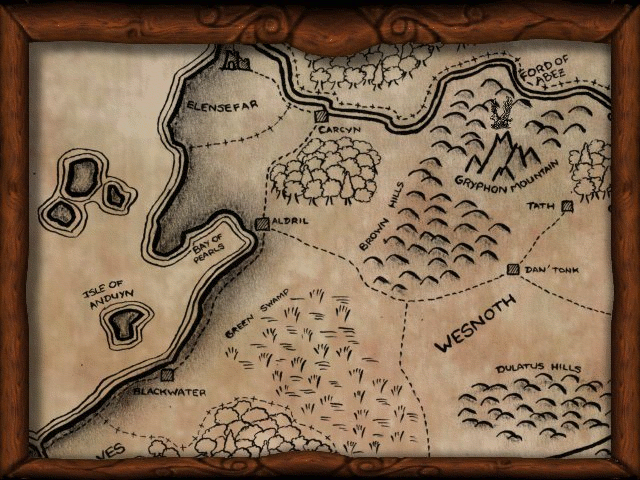 FORD OF
ABEZ
ELENSEFAR
CARCYN
GRYPHON MOUNTAIN
TATH
BROWN HILLS
ALDRIL
BAY OF
PEARLS
DAN'TONK
ISLE OF
ANDUYN
GREEN SWAMP
WESNOTH
DULATUS HILLS
BLACKWATER
VES